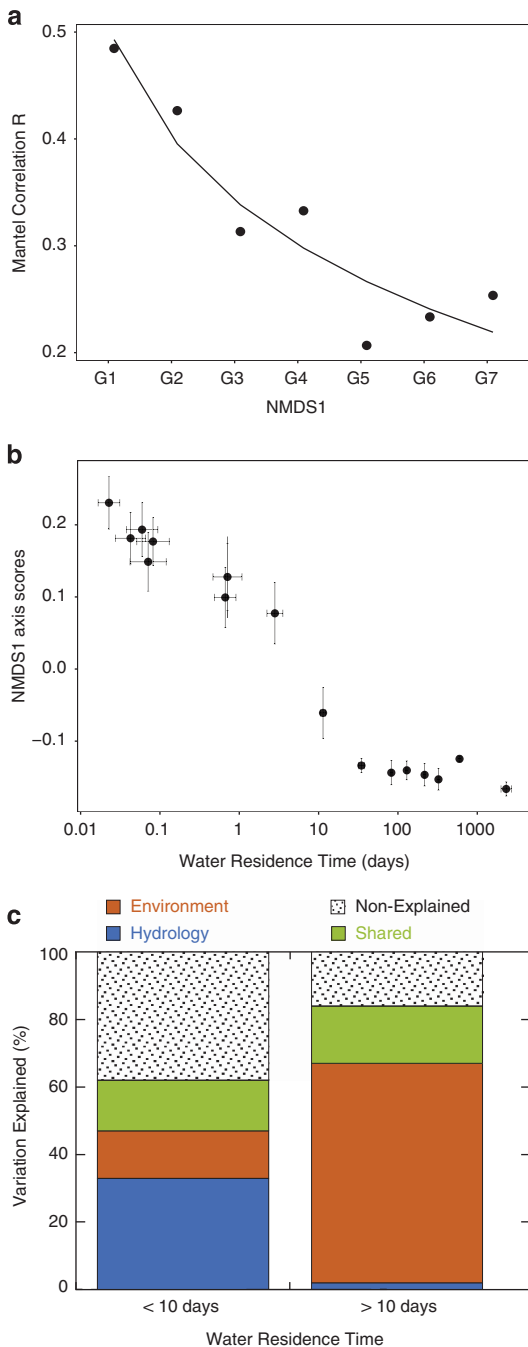 a
Mantel Correlation R
0.5
0.4
0.3
0.2
G1 G2 G3 G4 G5 G6 G7
NMDS1
b
NMDS1 axis scores
0.2
0.1
0.0
−0.1
0.01 0.1 1 10 100 1000
Water Residence Time (days)
c
Environment Non-Explained
Hydrology Shared
Variation Explained (%)
100
80
60
40
20
0
< 10 days > 10 days
Water Residence Time